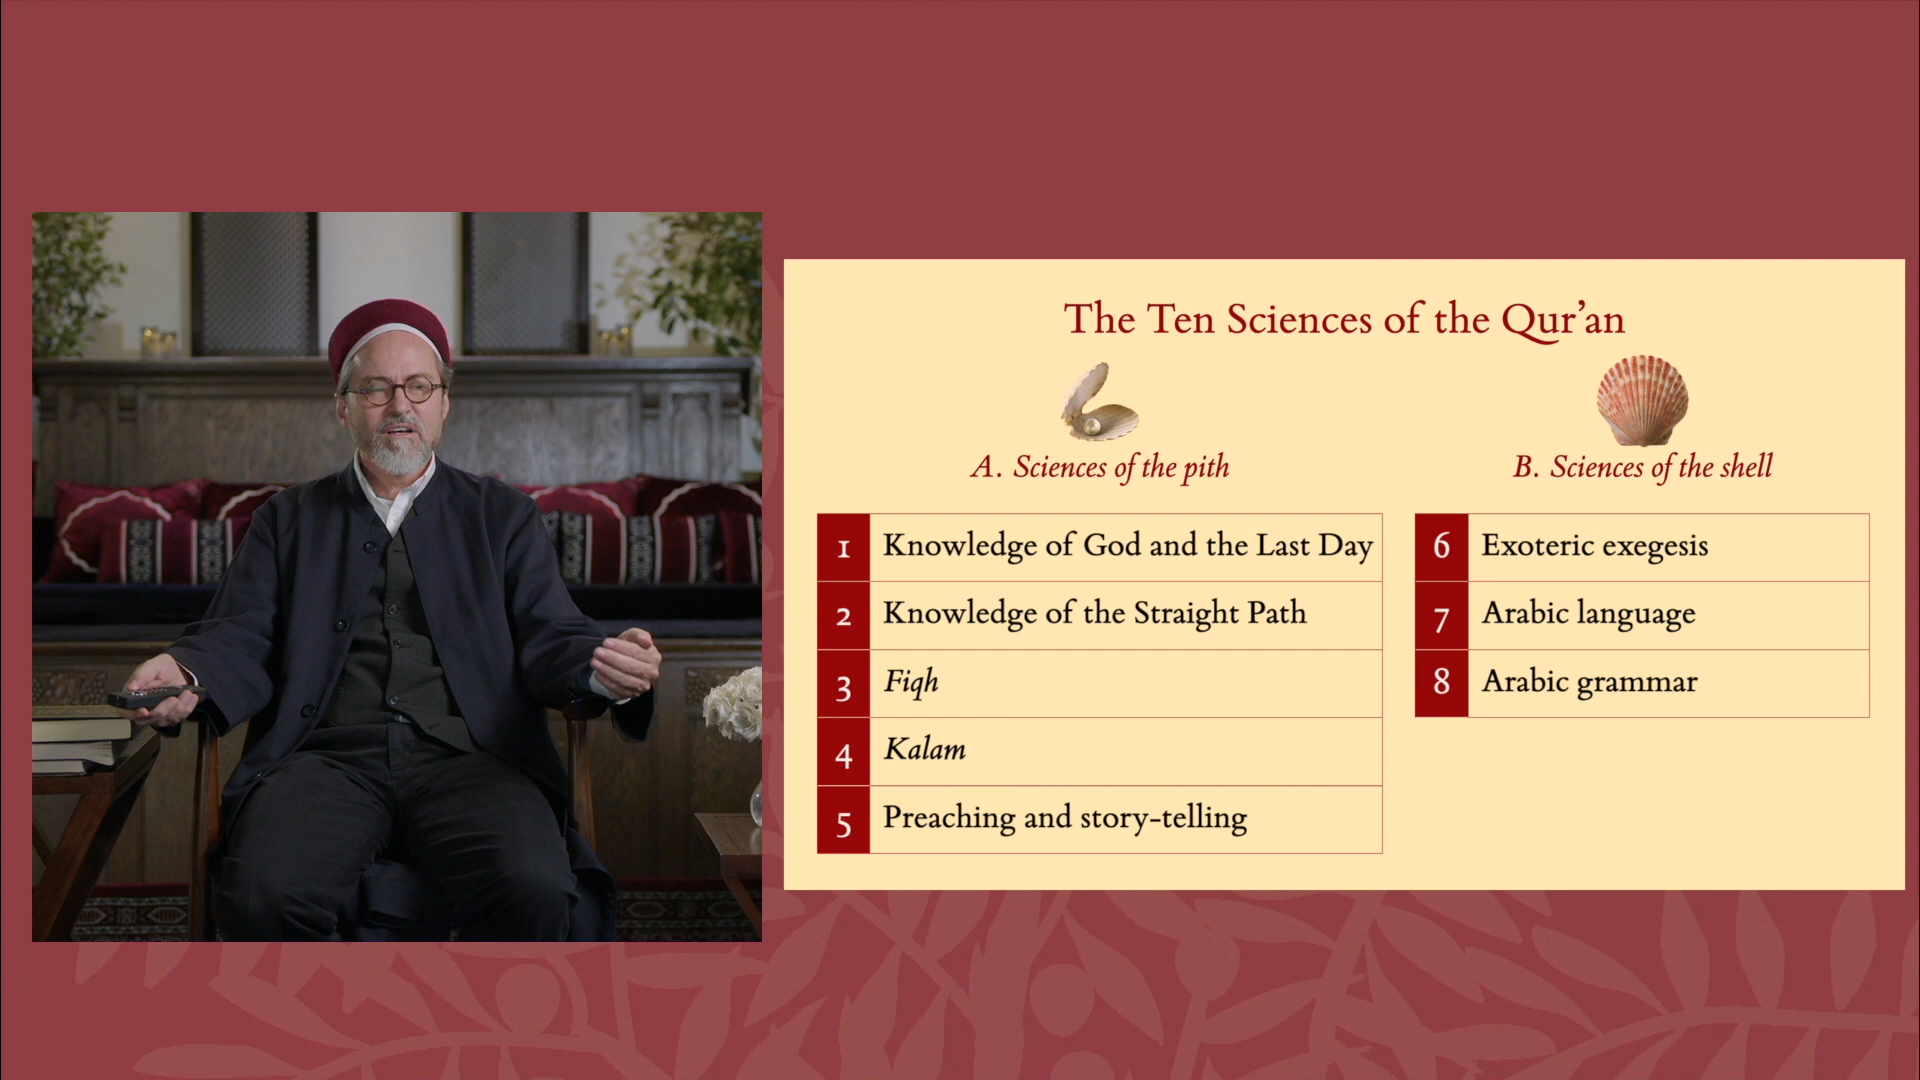 The Ten Sciences of the Qur’an
A. Sciences of the pith
1 Knowledge of God and the Last Day
2 Knowledge of the Straight Path
3 Fiqh
4 Kalam
5 Preaching and story-telling
B. Sciences of the shell
6 Exoteric exegesis
7 Arabic language
8 Arabic grammar